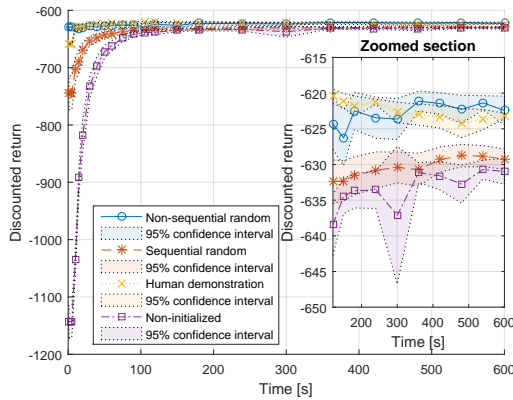 -600
-700
-800
-900
-1000
-1100
-1200
Discounted return
0
100
200
300
400
500
600
Time [s]
Non-sequential random
95% confidence interval
Sequential random
95% confidence interval
Human demonstration
95% confidence interval
Non-initialized
95% confidence interval
Zoomed section
-615
-620
-625
-630
-635
-640
-645
-650
Discounted return
200
300
400
500
600
Time [s]